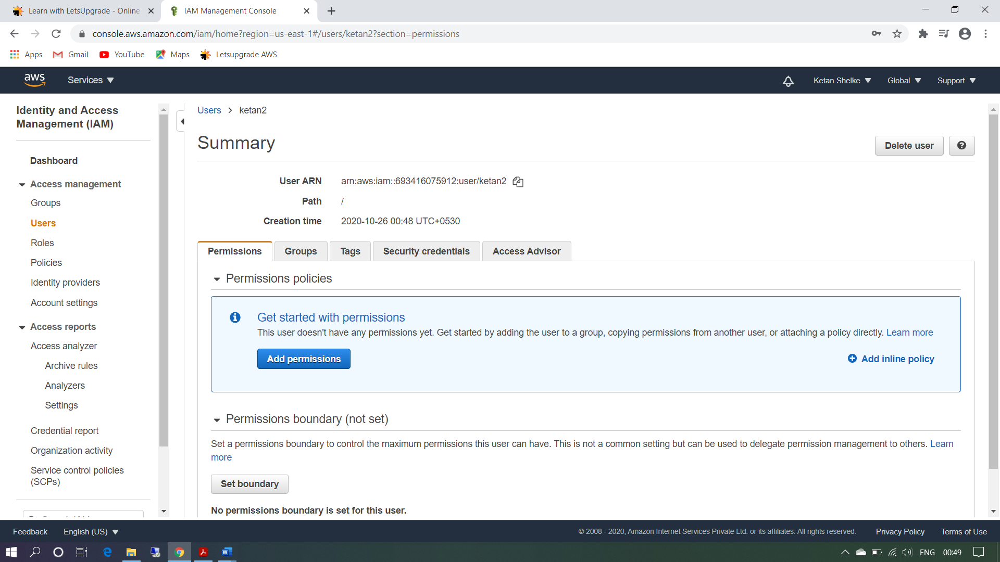 Learn with LetsUpgrade - Online
IAM Management Console
console.aws.amazon.com/iam/home?region=us-east-1#/users/ketan2?section=permissions
Apps
Gmail
YouTube
Maps
Letsupgrade AWS
aws
Services
Ketan Shelke
Global
Support
Identity and Access
Management (IAM)
Dashboard
Access management
Groups
Users
Roles
Policies
Identity providers
Account settings
Access reports
Access analyzer
Archive rules
Analyzers
Settings
Credential report
Organization activity
Service control policies
(SCPs)
Users > ketan2
Summary
Delete user
User ARN arn:aws:iam::693416075912:user/ketan2
Path /
Creation time 2020-10-26 00:48 UTC+0530
Permissions
Groups
Tags
Security credentials
Access Advisor
Permissions policies
Get started with permissions
This user doesn't have any permissions yet. Get started by adding the user to a group, copying permissions from another user, or attaching a policy directly. Learn more
Add permissions
Add inline policy
Permissions boundary (not set)
Set a permissions boundary to control the maximum permissions this user can have. This is not a common setting but can be used to delegate permission management to others. Learn
more
Set boundary
No permissions boundary is set for this user.
Feedback
English (US)
© 2008 - 2020, Amazon Internet Services Private Ltd. or its affiliates. All rights reserved.
Privacy Policy
Terms of Use
ENG
00:49